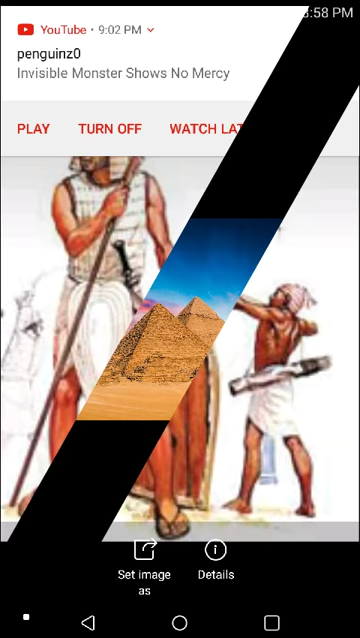 :58 PM
YouTube • 9:02 PM
penguinz0
Invisible Monster Shows No Mercy
PLAY TURN OFF WATCH LAT
Set image as
Details